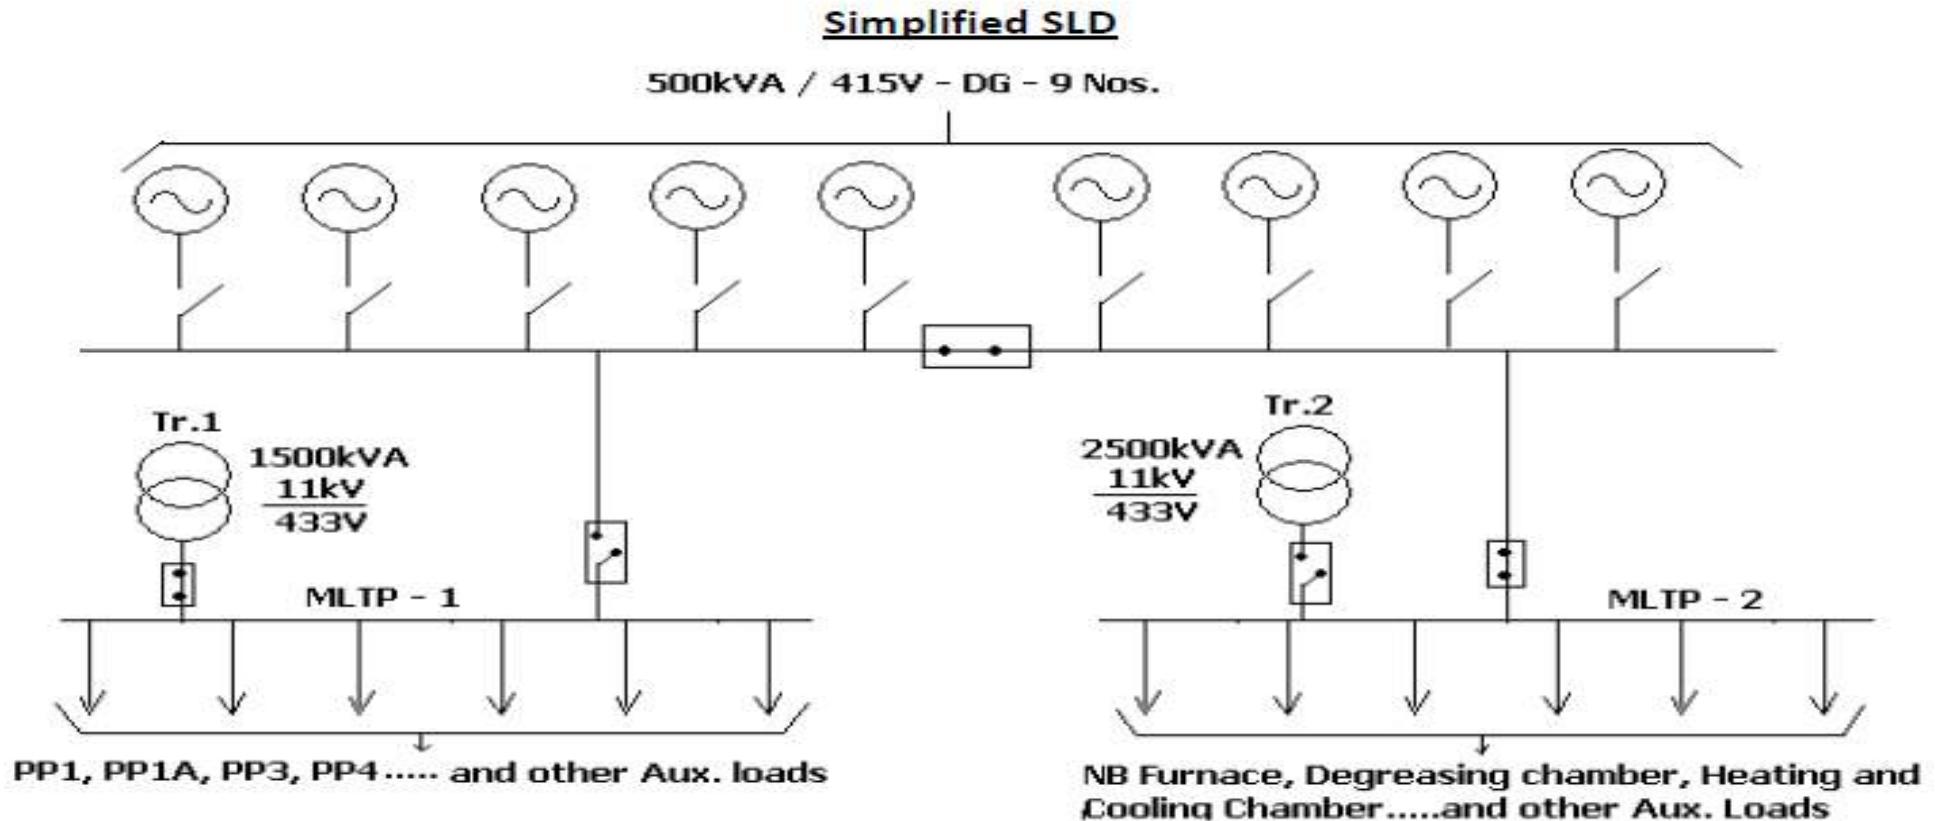 Simplified SLD
500kVA / 415V - DG - 9 Nos.
Tr.1
1500kVA
11kV
433V
MLTP - 1
Tr.2
2500kVA
11kV
433V
MLTP - 2
PP1, PP1A, PP3, PP4 ..... and other Aux. loads
NB Furnace, Degreasing chamber, Heating and
Cooling Chamber.....and other Aux. Loads